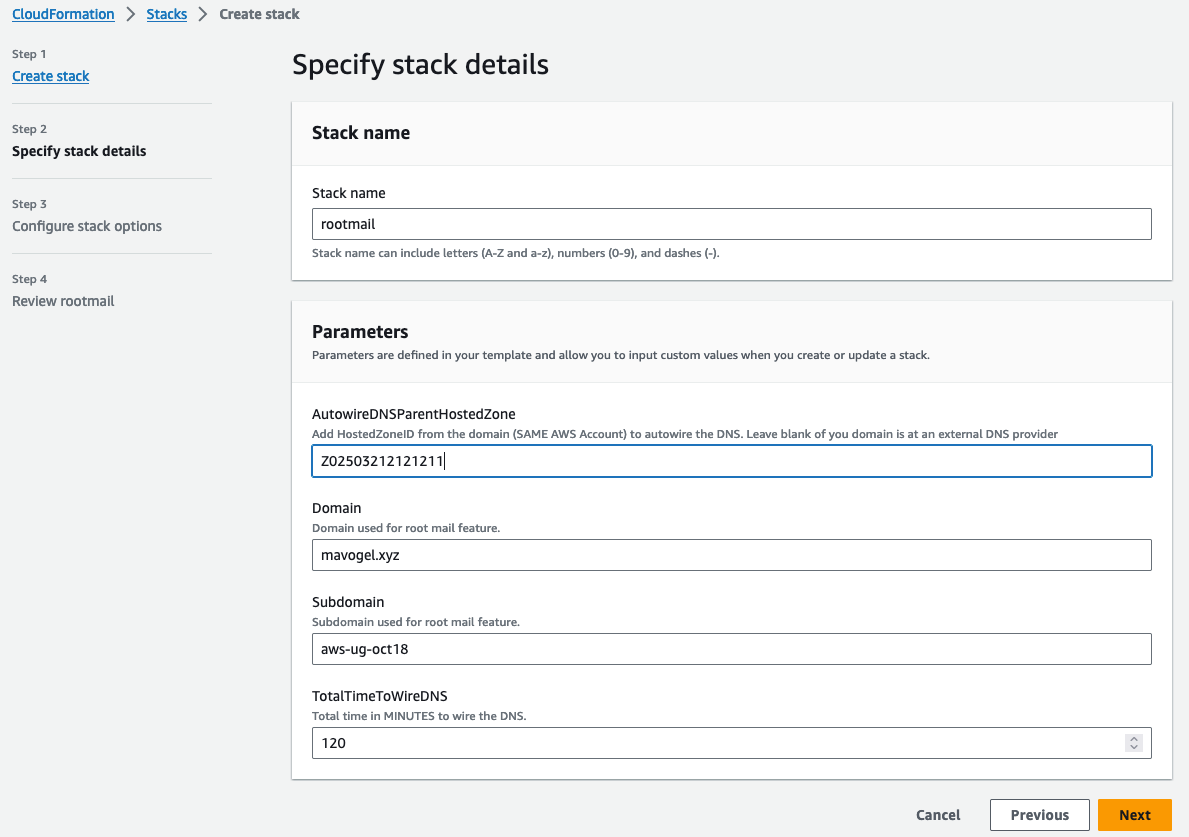 CloudFormation > Stacks > Create stack
Step 1
Create stack
Step 2
Specify stack details
Step 3
Configure stack options
Step 4
Review rootmail
Specify stack details
Stack name
Stack name
rootmail
Stack name can include letters (A-Z and a-z), numbers (0-9), and dashes (-).
Parameters
Parameters are defined in your template and allow you to input custom values when you create or update a stack.
AutowireDNSParentHostedZone
Add HostedZoneID from the domain (SAME AWS Account) to autowire the DNS. Leave blank of you domain is at an external DNS provider
Z02503212121211
Domain
Domain used for root mail feature.
mavogel.xyz
Subdomain
Subdomain used for root mail feature.
aws-ug-oct18
TotalTimeToWireDNS
Total time in MINUTES to wire the DNS.
120
Cancel Previous Next